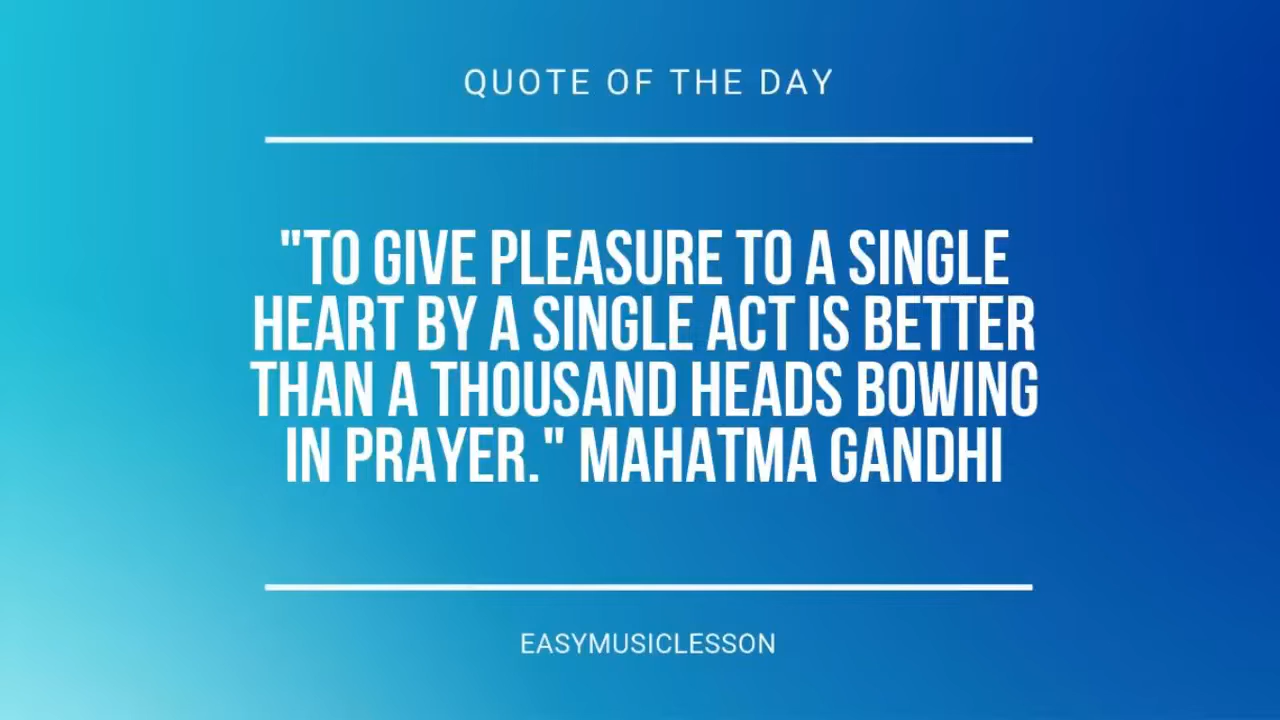 QUOTE OF THE DAY
"TO GIVE PLEASURE TO A SINGLE
HEART BY A SINGLE ACT IS BETTER
THAN A THOUSAND HEADS BOWING
IN PRAYER." MAHATMA GANDHI
EASYMUSICLESSON